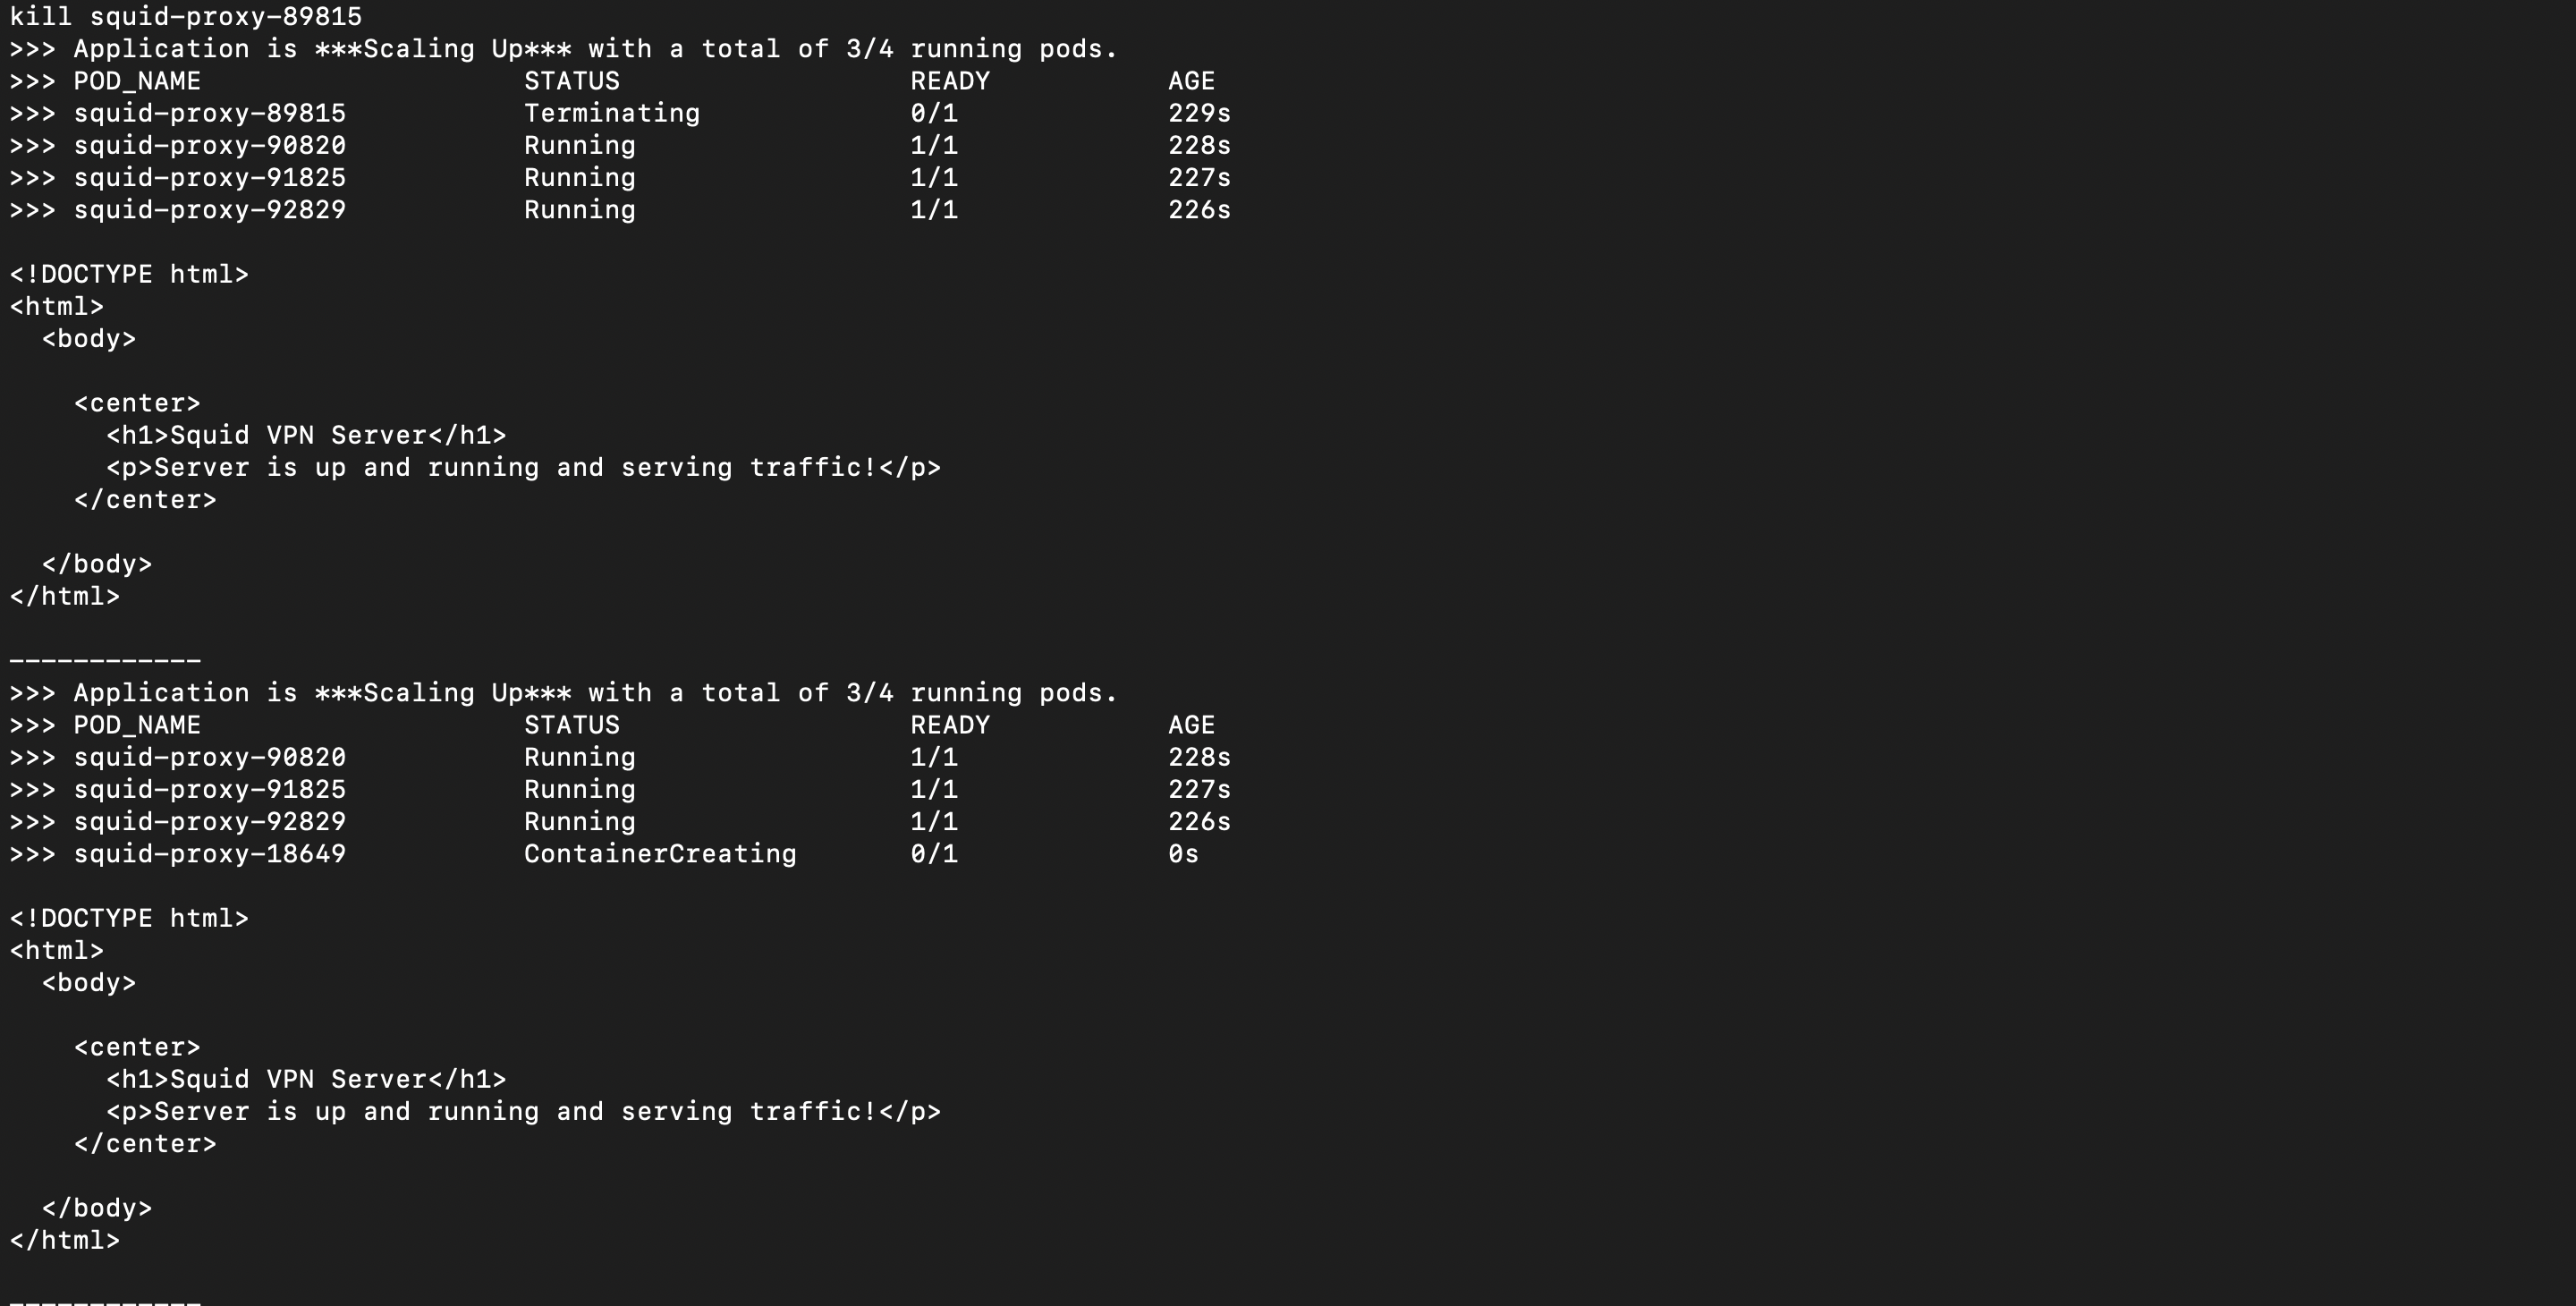 kill squid-proxy-89815
>>> Application is ***Scaling Up*** with a total of 3/4 running pods.
>>> POD_NAME                    STATUS                  READY           AGE
>>> squid-proxy-89815           Terminating             0/1             229s
>>> squid-proxy-90820           Running                 1/1             228s
>>> squid-proxy-91825           Running                 1/1             227s
>>> squid-proxy-92829           Running                 1/1             226s

<!DOCTYPE html>
<html>
  <body>

    <center>
      <h1>Squid VPN Server</h1>
      <p>Server is up and running and serving traffic!</p>
    </center>

  </body>
</html>

------------
>>> Application is ***Scaling Up*** with a total of 3/4 running pods.
>>> POD_NAME                    STATUS                  READY           AGE
>>> squid-proxy-90820           Running                 1/1             228s
>>> squid-proxy-91825           Running                 1/1             227s
>>> squid-proxy-92829           Running                 1/1             226s
>>> squid-proxy-18649           ContainerCreating       0/1             0s

<!DOCTYPE html>
<html>
  <body>

    <center>
      <h1>Squid VPN Server</h1>
      <p>Server is up and running and serving traffic!</p>
    </center>

  </body>
</html>

------------